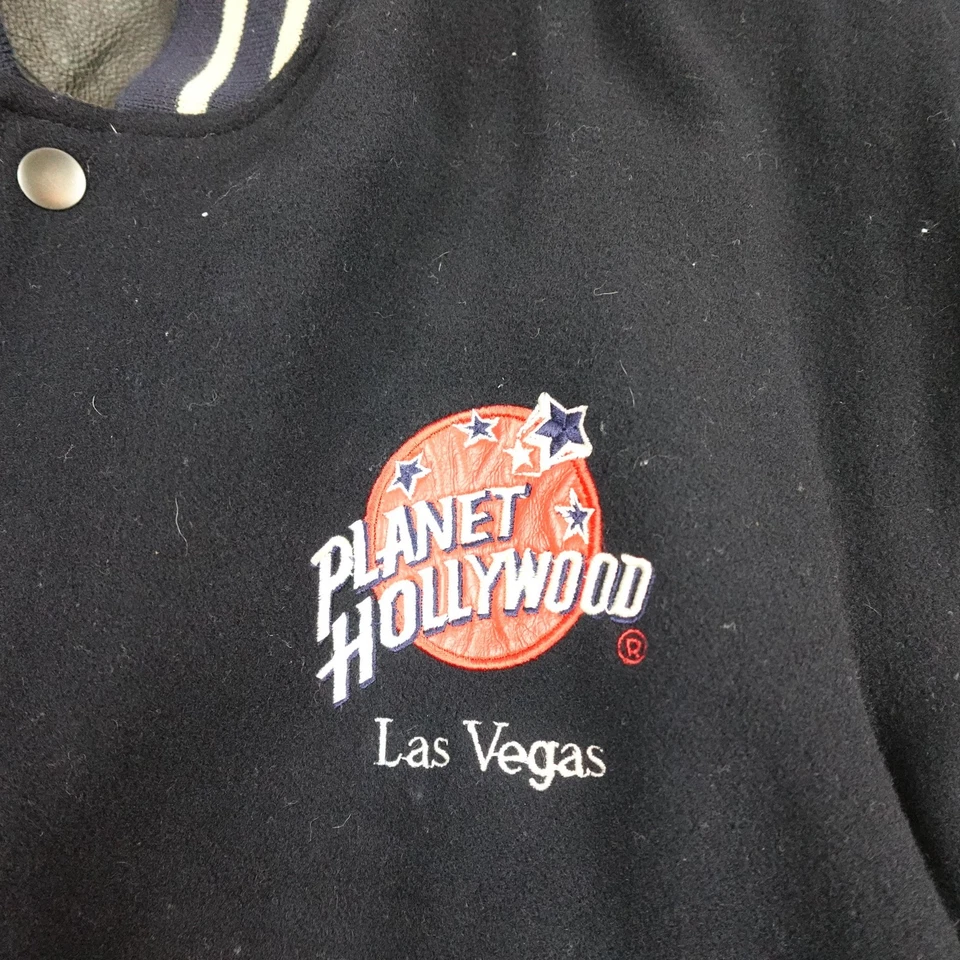 PLANET
HOLLYWOOD
®
Las Vegas